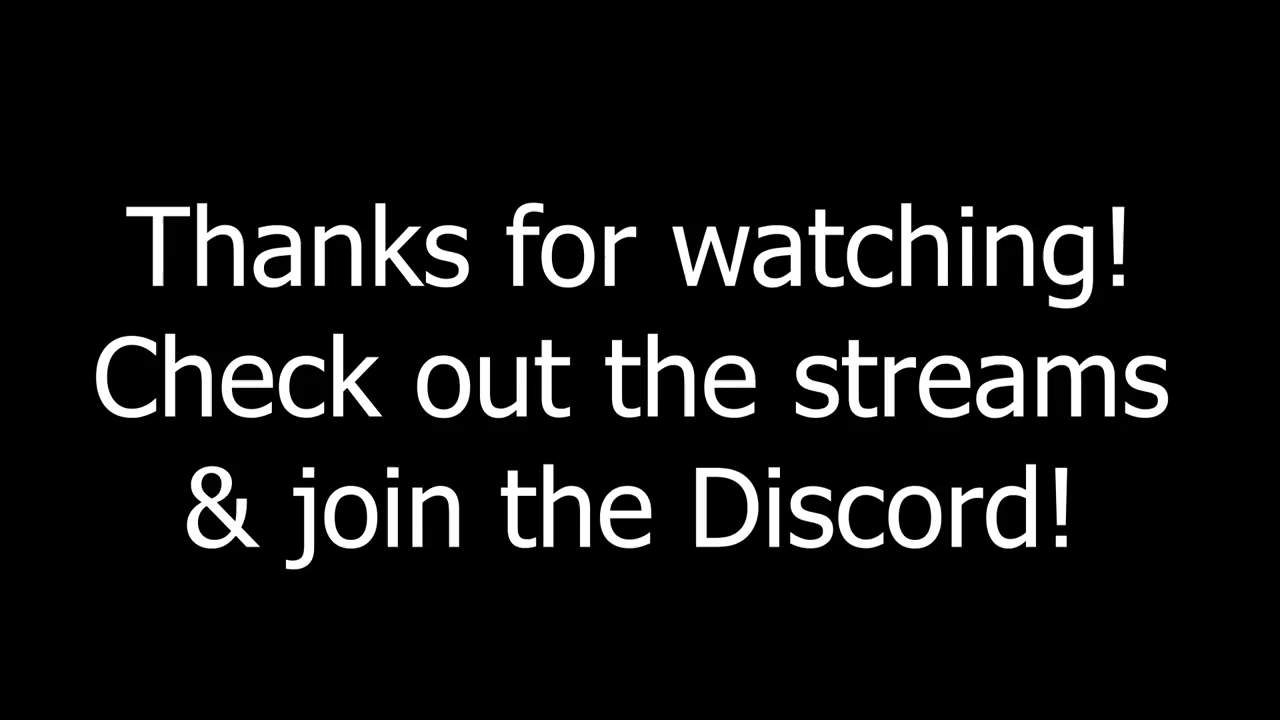 Thanks for watching!
Check out the streams
& join the Discord!